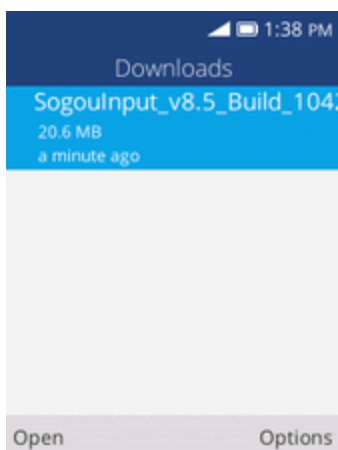 1:38 PM
Downloads
SogouInput_v8.5_Build_104
20.6 MB
a minute ago
Open
Options